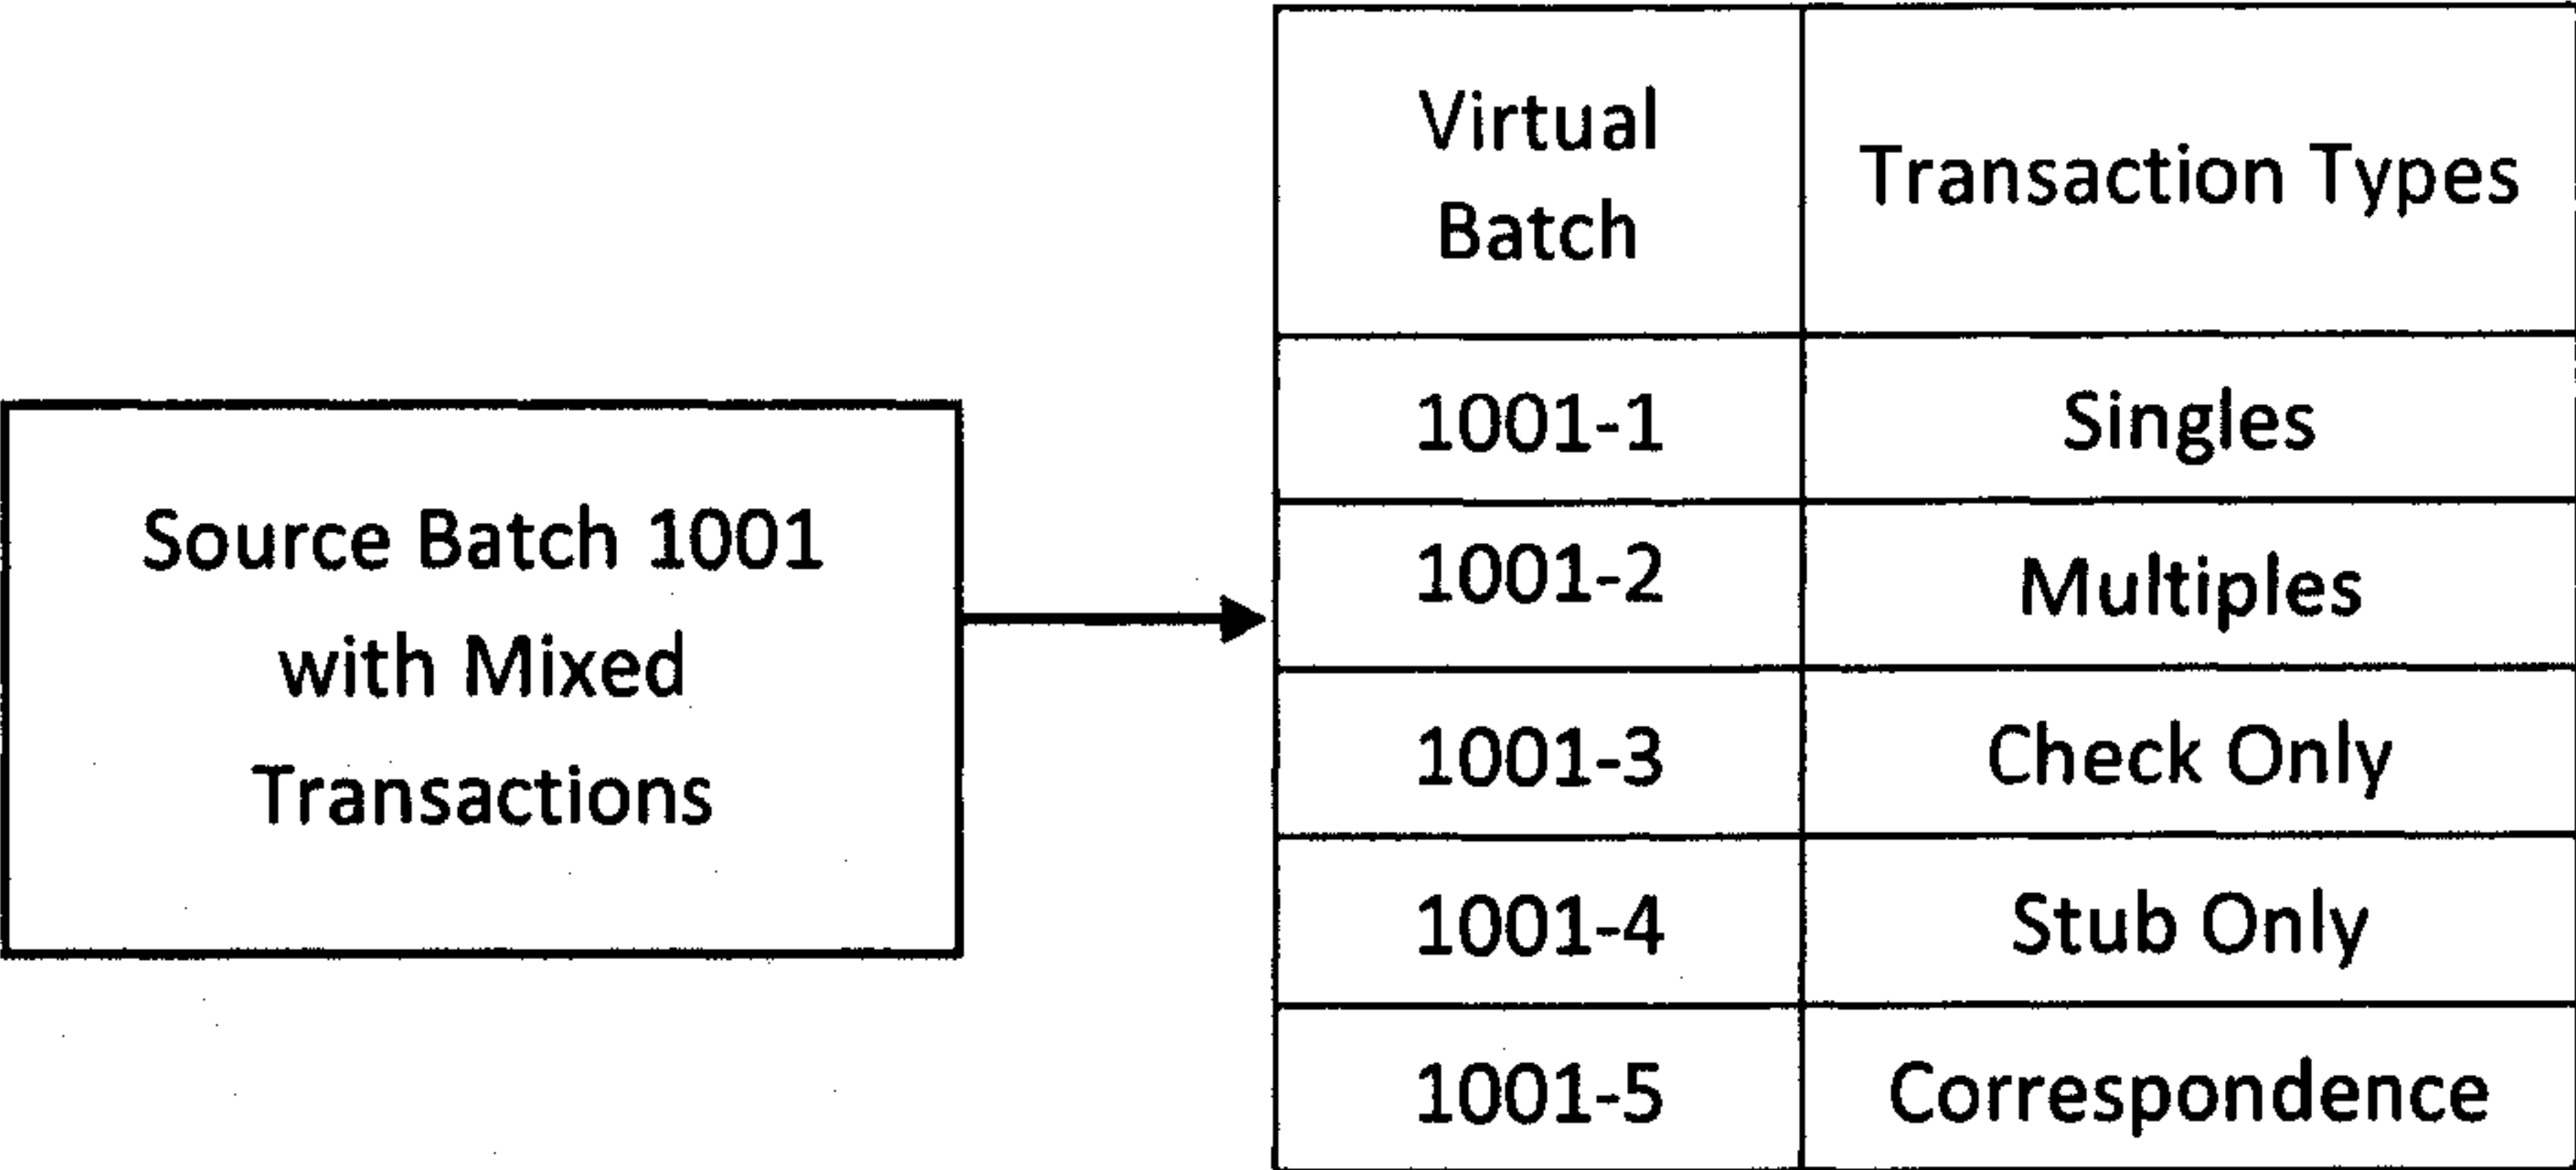 Source Batch 1001
with Mixed
Transactions
Virtual
Batch
Transaction Types
1001-1
Singles
1001-2
Multiples
1001-3
Check Only
1001-4
Stub Only
1001-5
Correspondence